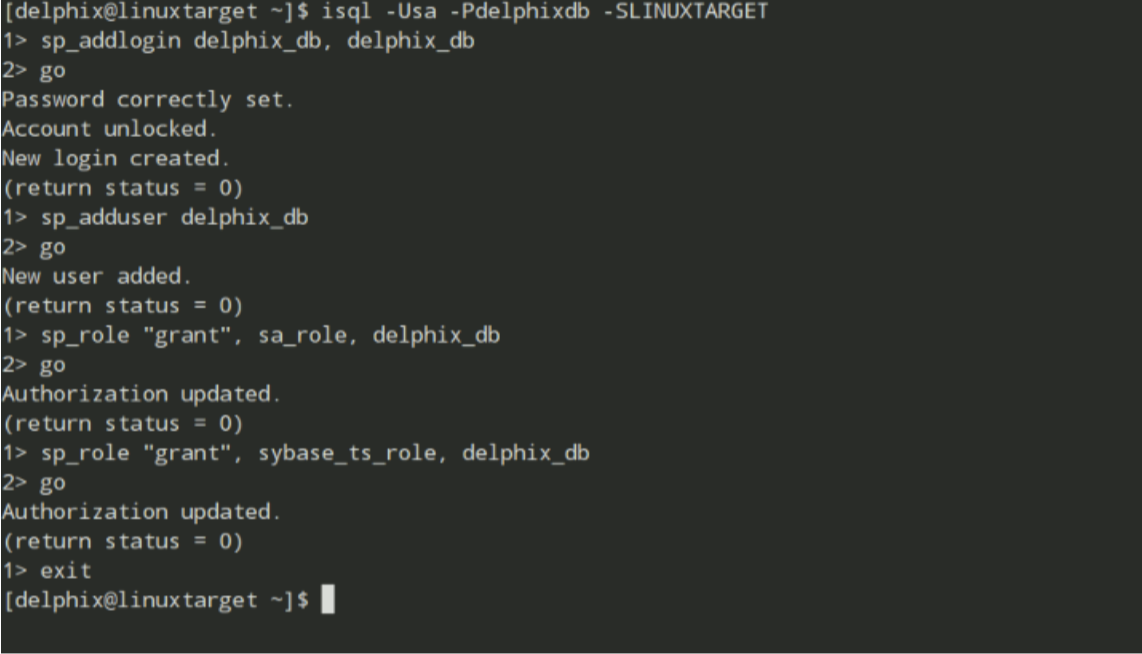 [delphix@linuxtarget ~]$ isql -Usa -Pdelphixdb -SLINUXTARGET
1> sp_addlogin delphix_db, delphix_db
2> go
Password correctly set.
Account unlocked.
New login created.
(return status = 0)
1> sp_adduser delphix_db
2> go
New user added.
(return status = 0)
1> sp_role "grant", sa_role, delphix_db
2> go
Authorization updated.
(return status = 0)
1> sp_role "grant", sybase_ts_role, delphix_db
2> go
Authorization updated.
(return status = 0)
1> exit
[delphix@linuxtarget ~]$